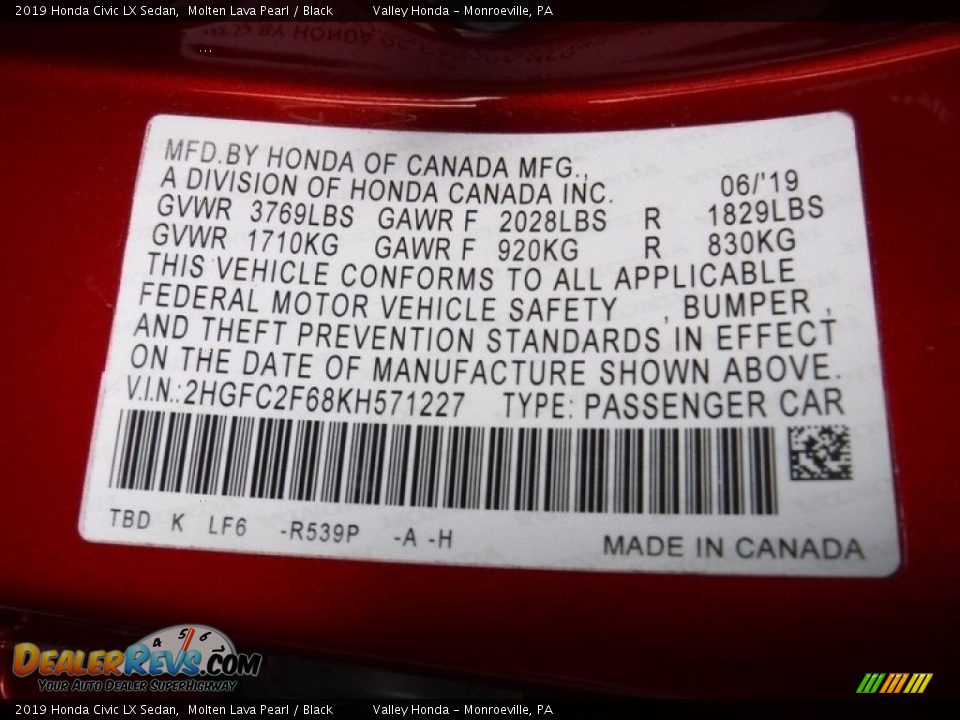 2019 Honda Civic LX Sedan, Molten Lava Pearl / Black Valley Honda - Monroeville, PA
MFD.BY HONDA OF CANADA MFG.,
A DIVISION OF HONDA CANADA INC. 06/'19
GVWR 3769LBS GAWR F 2028LBS R 1829LBS
GVWR 1710KG GAWR F 920KG R 830KG
THIS VEHICLE CONFORMS TO ALL APPLICABLE
FEDERAL MOTOR VEHICLE SAFETY , BUMPER ,
AND THEFT PREVENTION STANDARDS IN EFFECT
ON THE DATE OF MANUFACTURE SHOWN ABOVE.
V.I.N.:2HGFC2F68KH571227 TYPE: PASSENGER CAR
TBD K LF6 -R539P -A -H
MADE IN CANADA
4 5 6
DEALERREVS.COM
YOUR AUTO DEALER SUPERHIGHWAY
2019 Honda Civic LX Sedan, Molten Lava Pearl / Black Valley Honda - Monroeville, PA